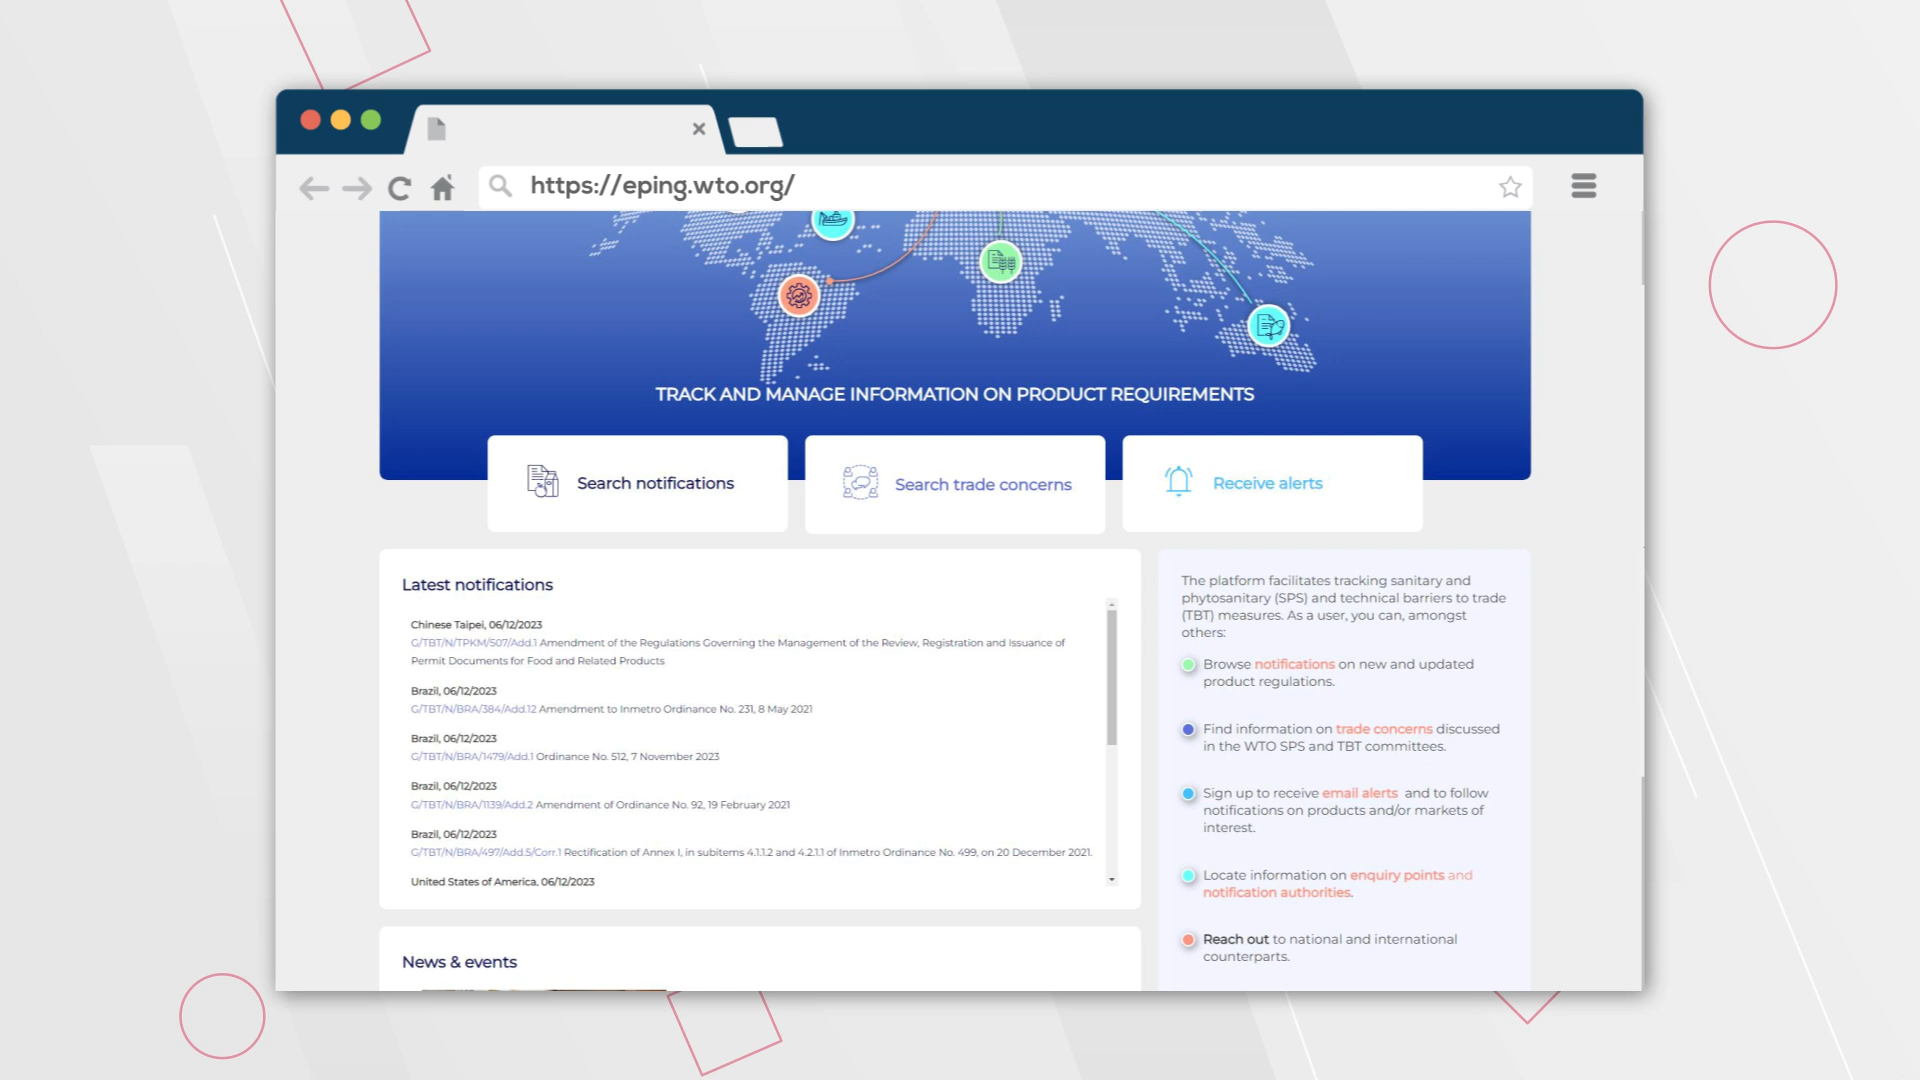 https://eping.wto.org/
TRACK AND MANAGE INFORMATION ON PRODUCT REQUIREMENTS
Search notifications
Search trade concerns
Receive alerts
Latest notifications
Chinese Taipei, 06/12/2023
G/TBT/N/TPKM/507/Add.1 Amendment of the Regulations Governing the Management of the Review, Registration and Issuance of
Permit Documents for Food and Related Products
Brazil, 06/12/2023
G/TBT/N/BRA/384/Add.12 Amendment to Inmetro Ordinance No. 231, 8 May 2021
Brazil, 06/12/2023
G/TBT/N/BRA/1479/Add.1 Ordinance No. 512, 7 November 2023
Brazil, 06/12/2023
G/TBT/N/BRA/1139/Add.2 Amendment of Ordinance No. 92, 19 February 2021
Brazil, 06/12/2023
G/TBT/N/BRA/497/Add.5/Corr.1 Rectification of Annex I, in subitems 4.1.1.2 and 4.2.1.1 of Inmetro Ordinance No. 499, on 20 December 2021.
United States of America, 06/12/2023
News & events
The platform facilitates tracking sanitary and
phytosanitary (SPS) and technical barriers to trade
(TBT) measures. As a user, you can, amongst
others:
Browse notifications on new and updated
product regulations.
Find information on trade concerns discussed
in the WTO SPS and TBT committees.
Sign up to receive email alerts and to follow
notifications on products and/or markets of
interest.
Locate information on enquiry points and
notification authorities.
Reach out to national and international
counterparts.